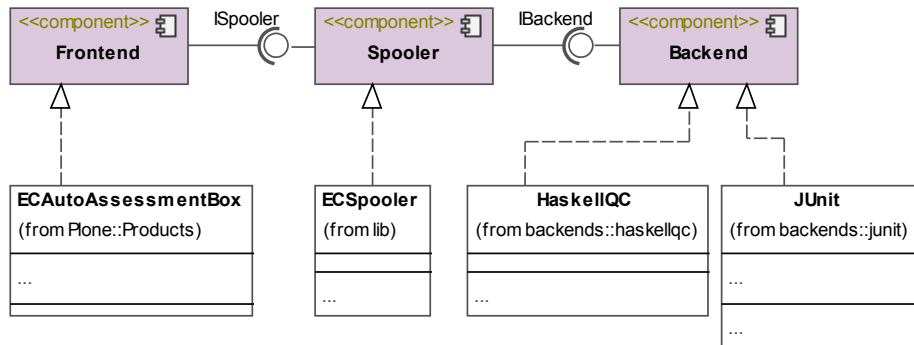 <<component>>
Frontend
ISpooler
<<component>>
Spooler
IBackend
<<component>>
Backend
ECAutoAssessmentBox
(from Plone::Products)
...
ECSpooler
(from lib)
...
HaskellQC
(from backends::haskellqc)
...
JUnit
(from backends::junit)
...
...